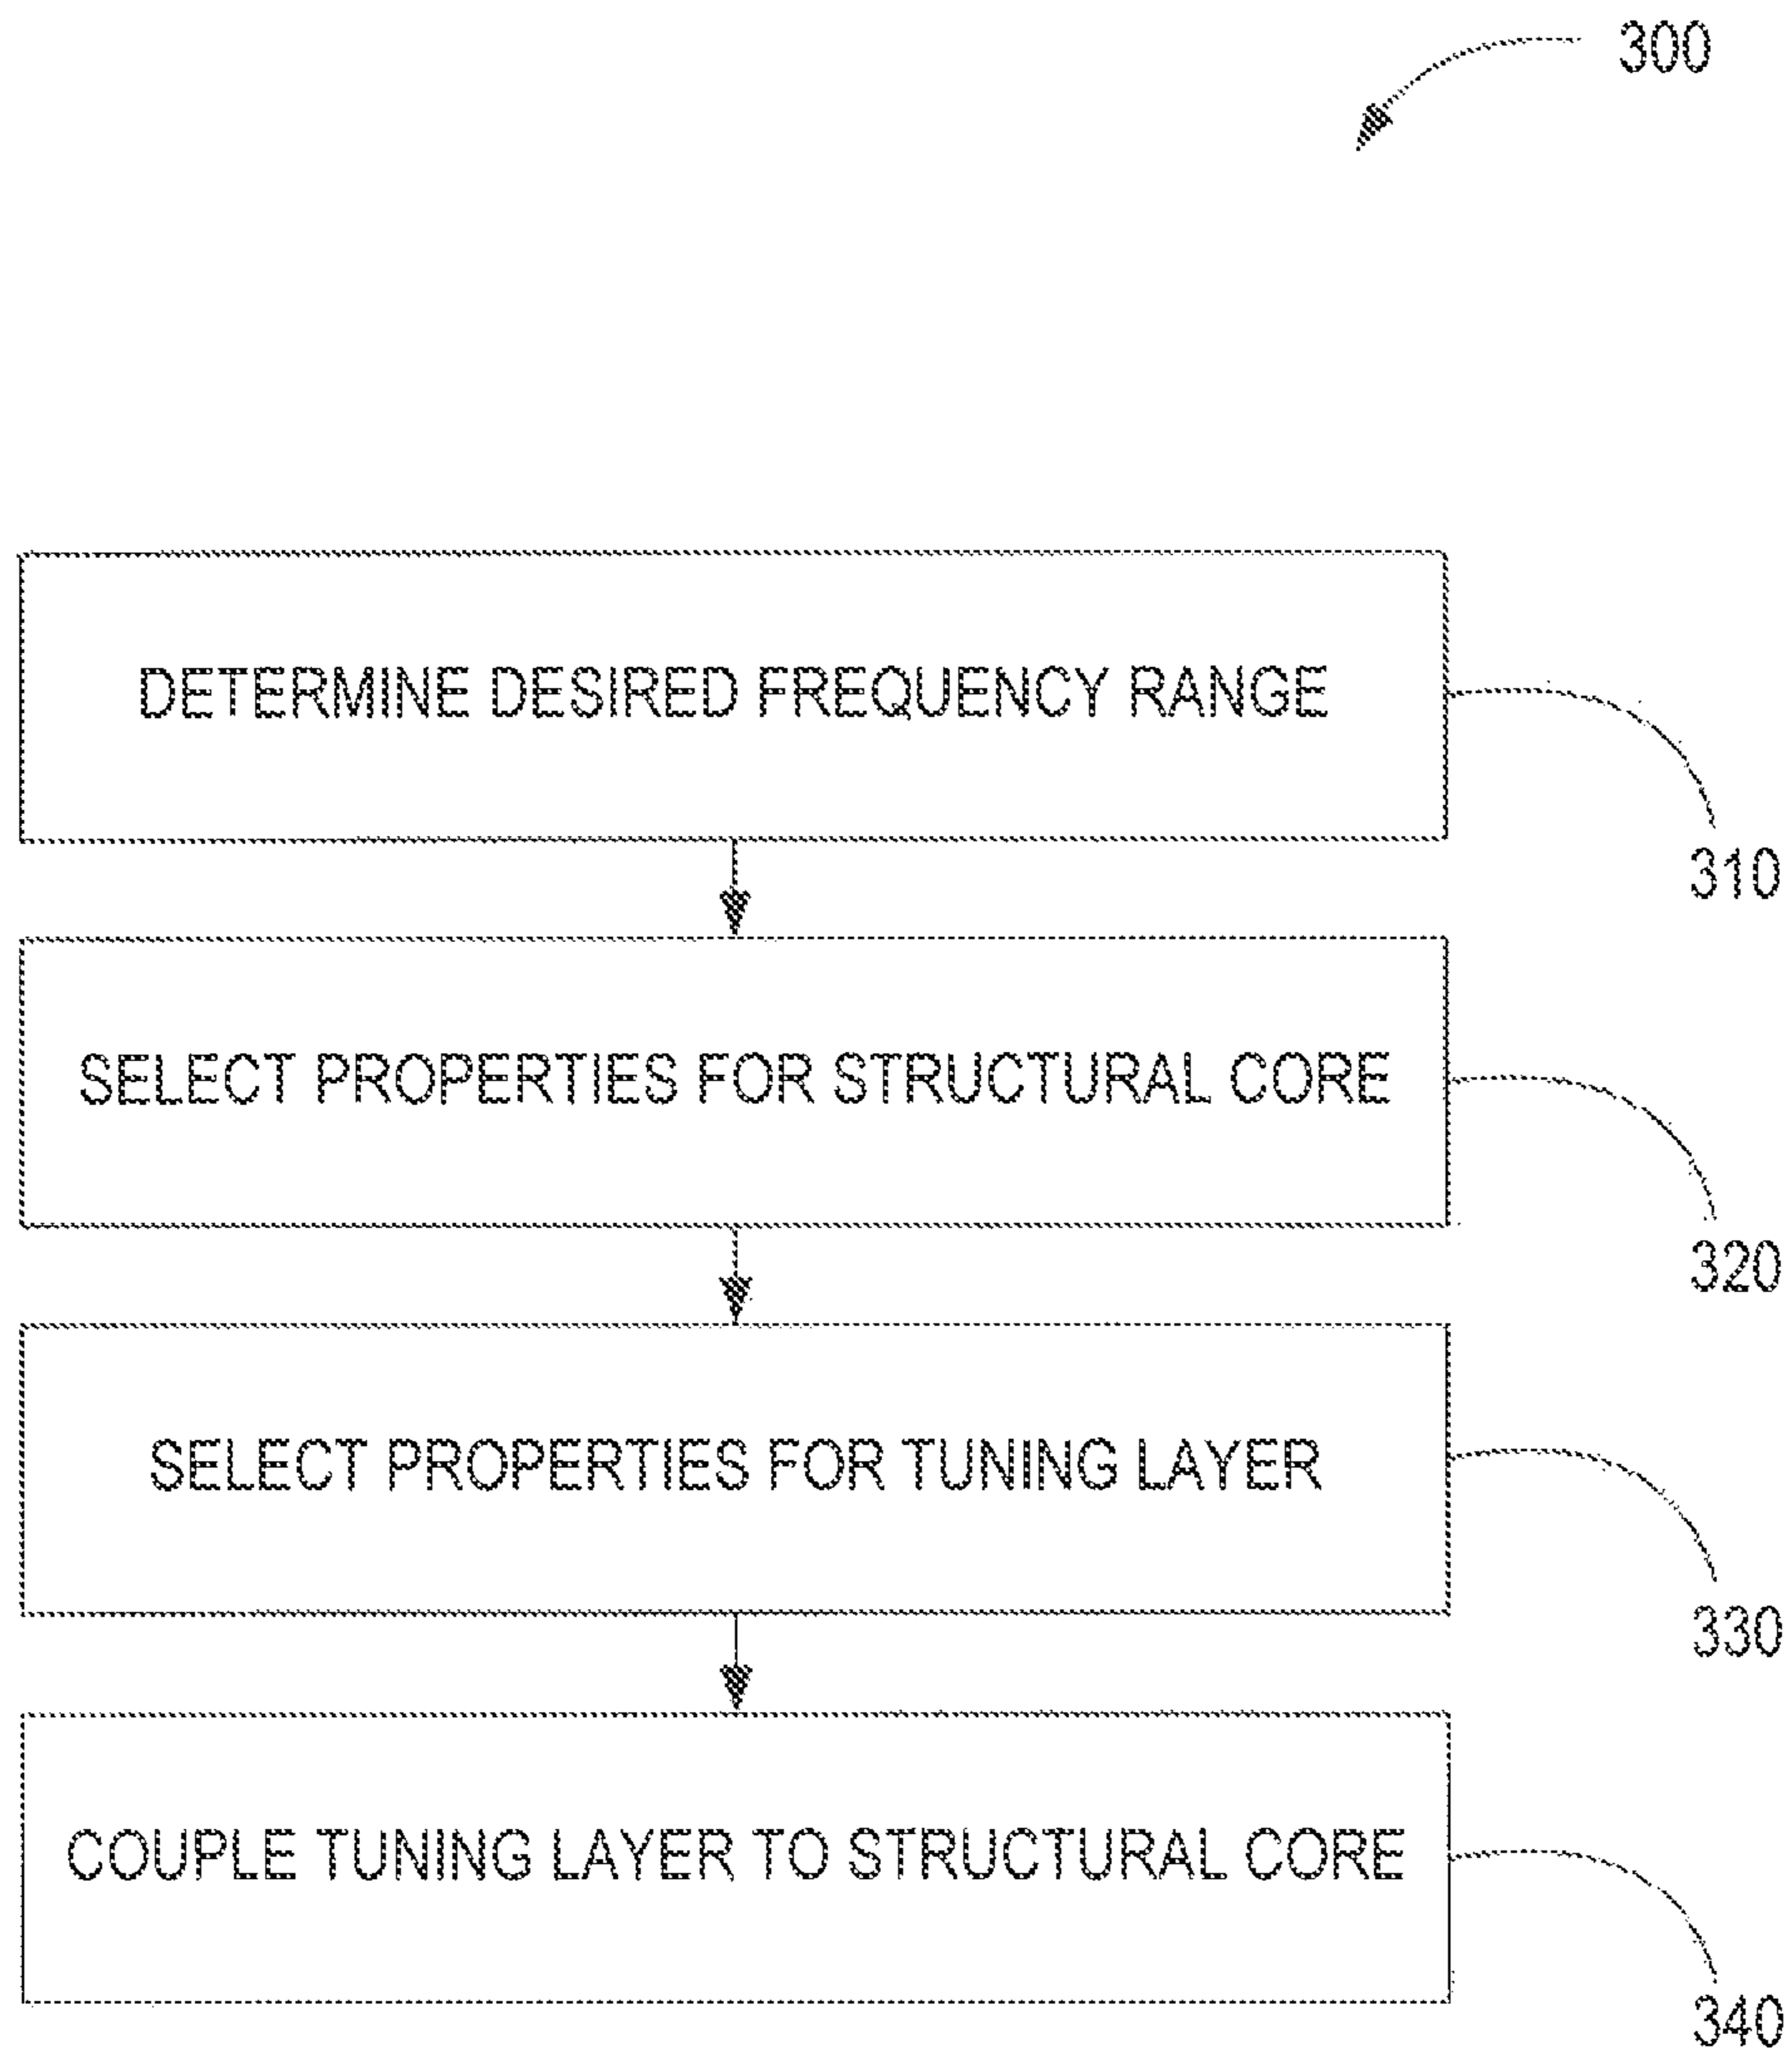 300
DETERMINE DESIRED FREQUENCY RANGE
310
SELECT PROPERTIES FOR STRUCTURAL CORE
320
SELECT PROPERTIES FOR TUNING LAYER
330
COUPLE TUNING LAYER TO STRUCTURAL CORE
340